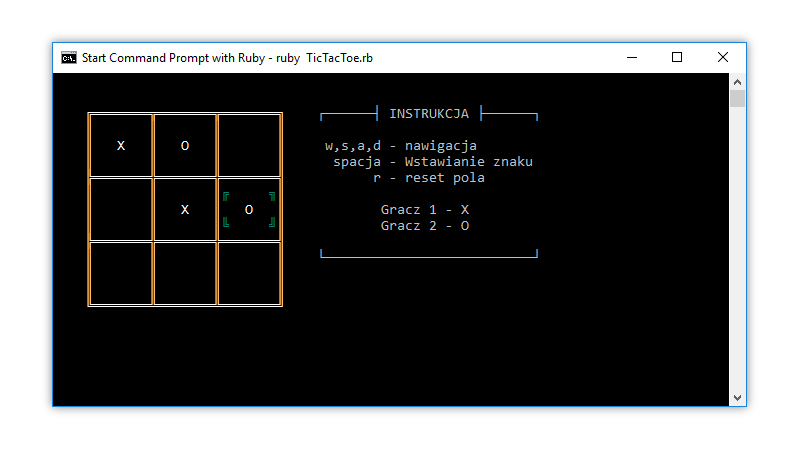 Start Command Prompt with Ruby - ruby  TicTacToe.rb
X O
X O
INSTRUKCJA
w,s,a,d - nawigacja
spacja - Wstawianie znaku
r - reset pola
Gracz 1 - X
Gracz 2 - O